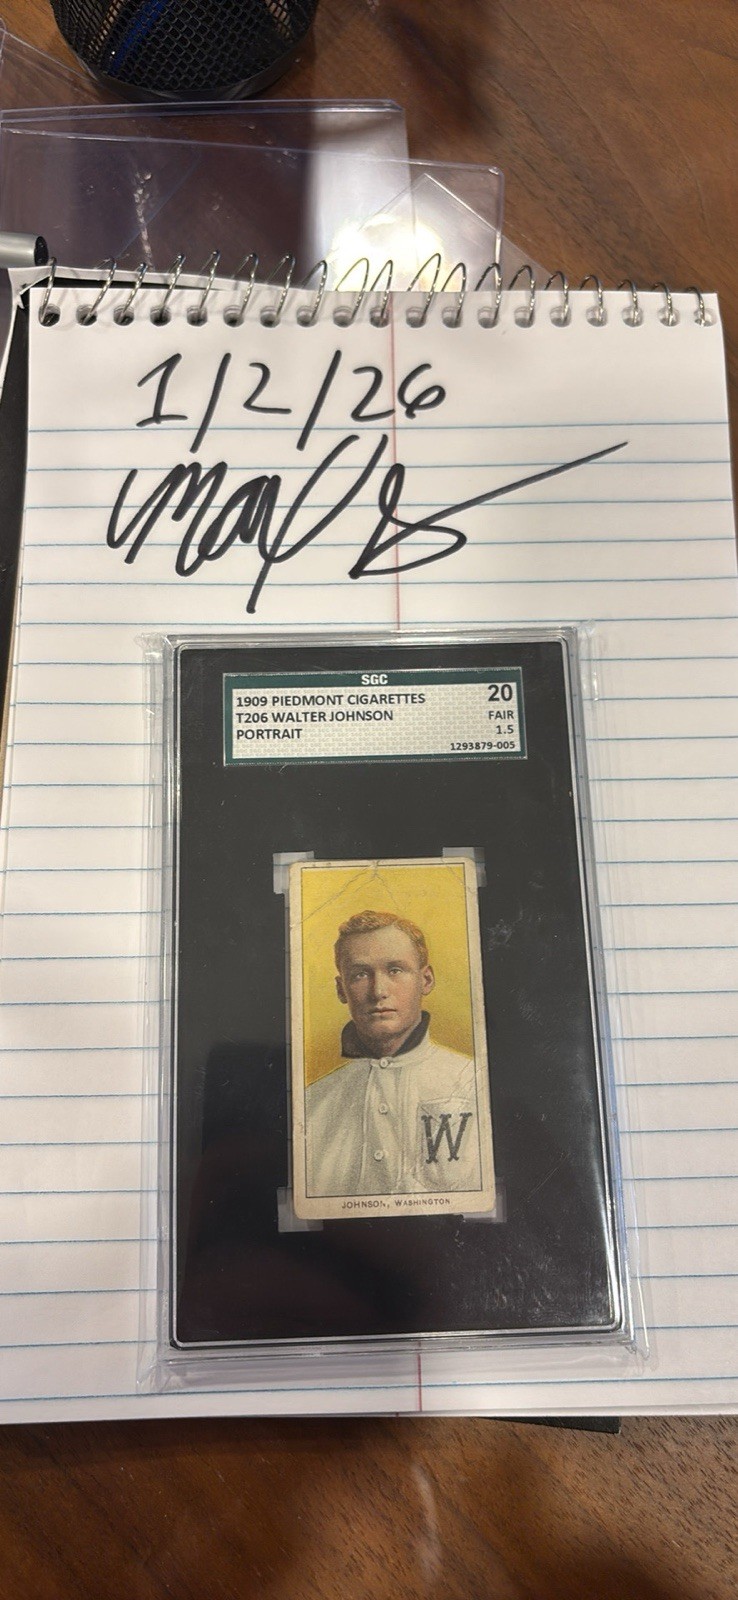 1/2/26
SGC
1909 PIEDMONT CIGARETTES 20
T206 WALTER JOHNSON FAIR
PORTRAIT 1.5
1293879-005
W
JOHNSON, WASHINGTON